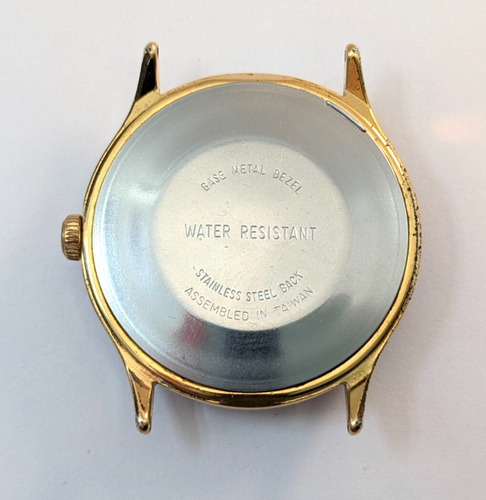 BASE METAL BEZEL
WATER RESISTANT
STAINLESS STEEL BACK
ASSEMBLED IN TAIWAN